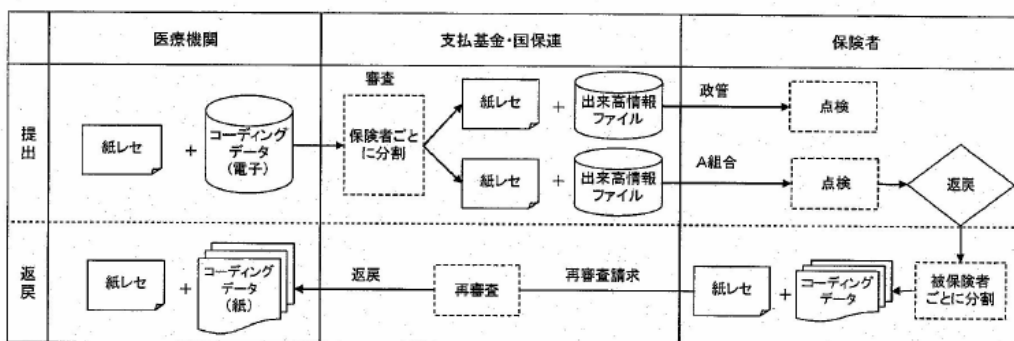 医療機関
支払基金・国保連
保険者
提出
紙レセ
+
コーディング
データ
(電子)
審査
保険者ごと
に分割
紙レセ
+
出来高情報
ファイル
政管
点検
紙レセ
+
出来高情報
ファイル
A組合
点検
返戻
返戻
紙レセ
+
コーディング
データ
(紙)
返戻
再審査
再審査請求
紙レセ
+
コーディング
データ
被保険者
ごとに分割